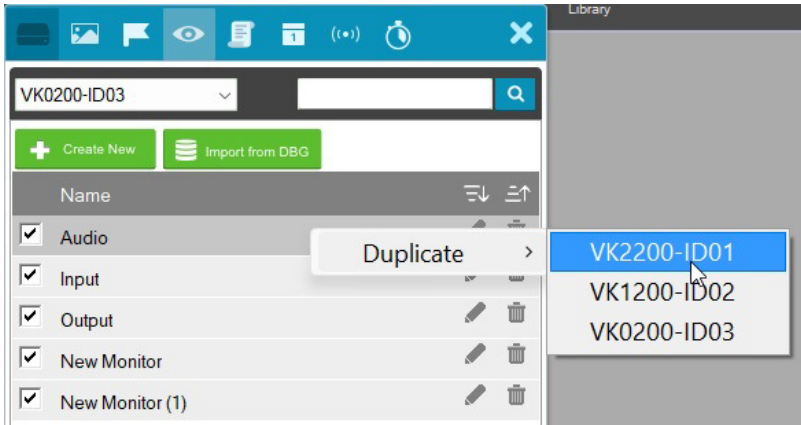 Library
1
VK0200-ID03
Create New
Import from DBG
Name
Audio
Duplicate
VK2200-ID01
VK1200-ID02
VK0200-ID03
Input
Output
New Monitor
New Monitor (1)